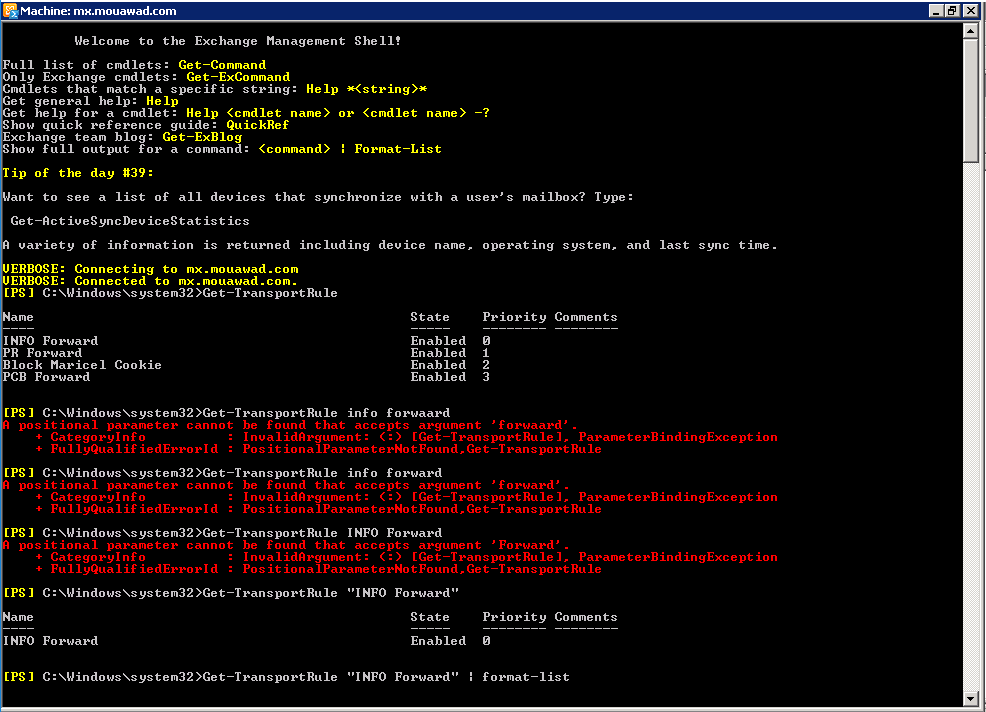 Machine: mx.mouawad.com
Welcome to the Exchange Management Shell!
Full list of cmdlets: Get-Command
Only Exchange cmdlets: Get-ExCommand
Cmdlets that match a specific string: Help *<string>*
Get general help: Help
Get help for a cmdlet: Help <cmdlet name> or <cmdlet name> -?
Show quick reference guide: QuickRef
Exchange team blog: Get-ExBlog
Show full output for a command: <command> | Format-List
Tip of the day #39:
Want to see a list of all devices that synchronize with a user's mailbox? Type:
Get-ActiveSyncDeviceStatistics
A variety of information is returned including device name, operating system, and last sync time.
VERBOSE: Connecting to mx.mouawad.com
VERBOSE: Connected to mx.mouawad.com.
[PS] C:\Windows\system32>Get-TransportRule
Name State Priority Comments
---- ----- -------- --------
INFO Forward Enabled 0
PR Forward Enabled 1
Block Maricel Cookie Enabled 2
PCB Forward Enabled 3
[PS] C:\Windows\system32>Get-TransportRule info forwaard
A positional parameter cannot be found that accepts argument 'forwaard'.
+ CategoryInfo : InvalidArgument: (:) [Get-TransportRule], ParameterBindingException
+ FullyQualifiedErrorId : PositionalParameterNotFound,Get-TransportRule
[PS] C:\Windows\system32>Get-TransportRule info forward
A positional parameter cannot be found that accepts argument 'forward'.
+ CategoryInfo : InvalidArgument: (:) [Get-TransportRule], ParameterBindingException
+ FullyQualifiedErrorId : PositionalParameterNotFound,Get-TransportRule
[PS] C:\Windows\system32>Get-TransportRule INFO Forward
A positional parameter cannot be found that accepts argument 'Forward'.
+ CategoryInfo : InvalidArgument: (:) [Get-TransportRule], ParameterBindingException
+ FullyQualifiedErrorId : PositionalParameterNotFound,Get-TransportRule
[PS] C:\Windows\system32>Get-TransportRule "INFO Forward"
Name State Priority Comments
---- ----- -------- --------
INFO Forward Enabled 0
[PS] C:\Windows\system32>Get-TransportRule "INFO Forward" | format-list